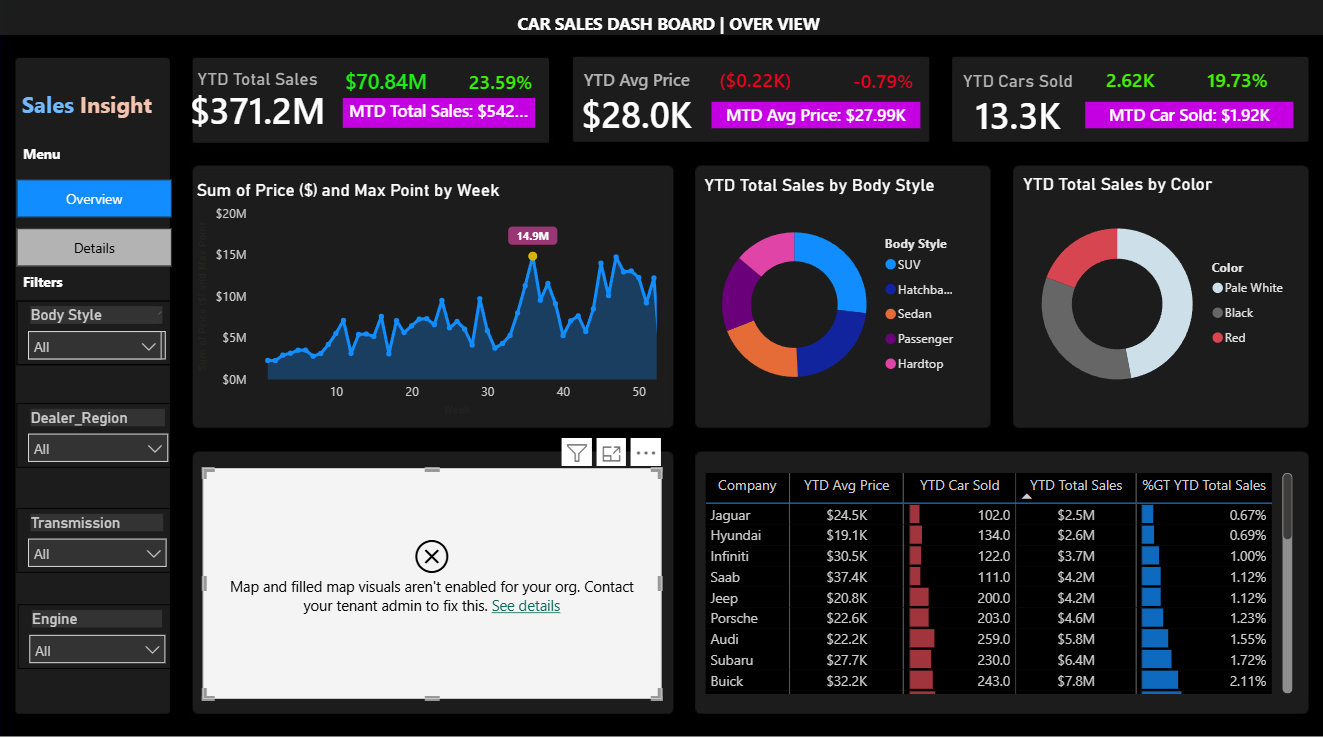 CAR SALES DASH BOARD | OVER VIEW
Sales Insight
Menu
Overview
Details
Filters
Body Style
All
Dealer_Region
All
Transmission
All
Engine
All
YTD Total Sales
$70.84M
23.59%
$371.2M
MTD Total Sales: $542...
YTD Avg Price
($0.22K)
-0.79%
$28.0K
MTD Avg Price: $27.99K
YTD Cars Sold
2.62K
19.73%
13.3K
MTD Car Sold: $1.92K
Sum of Price ($) and Max Point by Week
$20M
$15M
$10M
$5M
$0M
14.9M
10 20 30 40 50
YTD Total Sales by Body Style
Body Style
SUV
Hatchba...
Sedan
Passenger
Hardtop
YTD Total Sales by Color
Color
Pale White
Black
Red
Map and filled map visuals aren't enabled for your org. Contact
your tenant admin to fix this. See details
Company YTD Avg Price YTD Car Sold YTD Total Sales %GT YTD Total Sales
Jaguar $24.5K 102.0 $2.5M 0.67%
Hyundai $19.1K 134.0 $2.6M 0.69%
Infiniti $30.5K 122.0 $3.7M 1.00%
Saab $37.4K 111.0 $4.2M 1.12%
Jeep $20.8K 200.0 $4.2M 1.12%
Porsche $22.6K 203.0 $4.6M 1.23%
Audi $22.2K 259.0 $5.8M 1.55%
Subaru $27.7K 230.0 $6.4M 1.72%
Buick $32.2K 243.0 $7.8M 2.11%